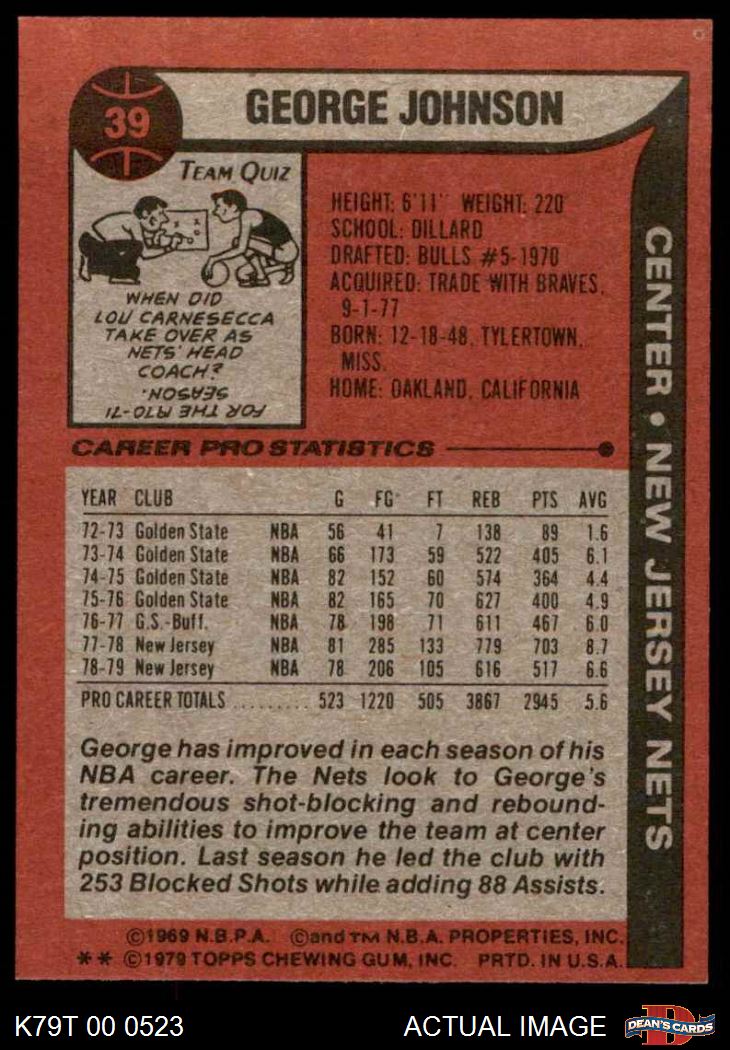 39
GEORGE JOHNSON
TEAM QUIZ
WHEN DID
LOU CARNESECCA
TAKE OVER AS
NETS' HEAD
COACH?
FOR THE 1970-71
SEASON.
HEIGHT: 6'11" WEIGHT: 220
SCHOOL: DILLARD
DRAFTED: BULLS #5-1970
ACQUIRED: TRADE WITH BRAVES,
9-1-77
BORN: 12-18-48, TYLERTOWN,
MISS.
HOME: OAKLAND, CALIFORNIA
CENTER • NEW JERSEY NETS
CAREER PRO STATISTICS
YEAR CLUB G FG FT REB PTS AVG
72-73 Golden State NBA 56 41 7 138 89 1.6
73-74 Golden State NBA 66 173 59 522 405 6.1
74-75 Golden State NBA 82 152 60 574 364 4.4
75-76 Golden State NBA 82 165 70 627 400 4.9
76-77 G.S.-Buff. NBA 78 198 71 611 467 6.0
77-78 New Jersey NBA 81 285 133 779 703 8.7
78-79 New Jersey NBA 78 206 105 616 517 6.6
PRO CAREER TOTALS ......... 523 1220 505 3867 2945 5.6
George has improved in each season of his
NBA career. The Nets look to George's
tremendous shot-blocking and rebound-
ing abilities to improve the team at center
position. Last season he led the club with
253 Blocked Shots while adding 88 Assists.
©1969 N.B.P.A. ©and TM N.B.A. PROPERTIES, INC.
** ©1979 TOPPS CHEWING GUM, INC. PRTD. IN U.S.A.
K79T 00 0523 ACTUAL IMAGE D DEAN'S CARDS